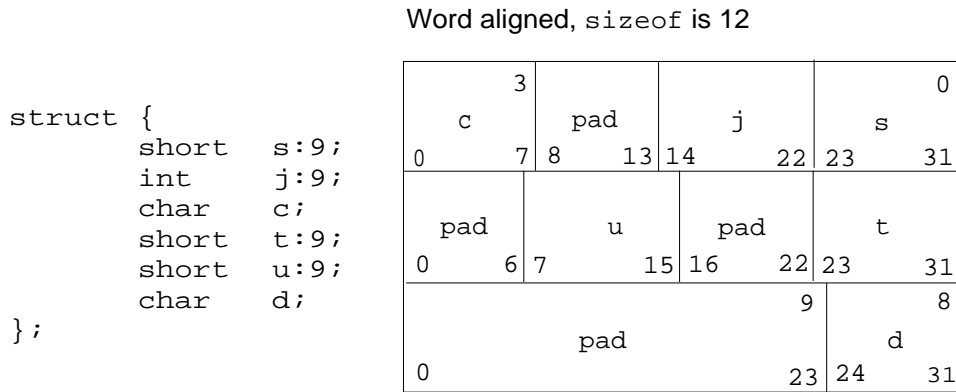 Word aligned, sizeof is 12
struct {
short s:9;
int j:9;
char c;
short t:9;
short u:9;
char d;
};
3 0
c pad j s
0 7 8 13 14 22 23 31
pad u pad t
0 6 7 15 16 22 23 31
9 8
pad d
0 23 24 31